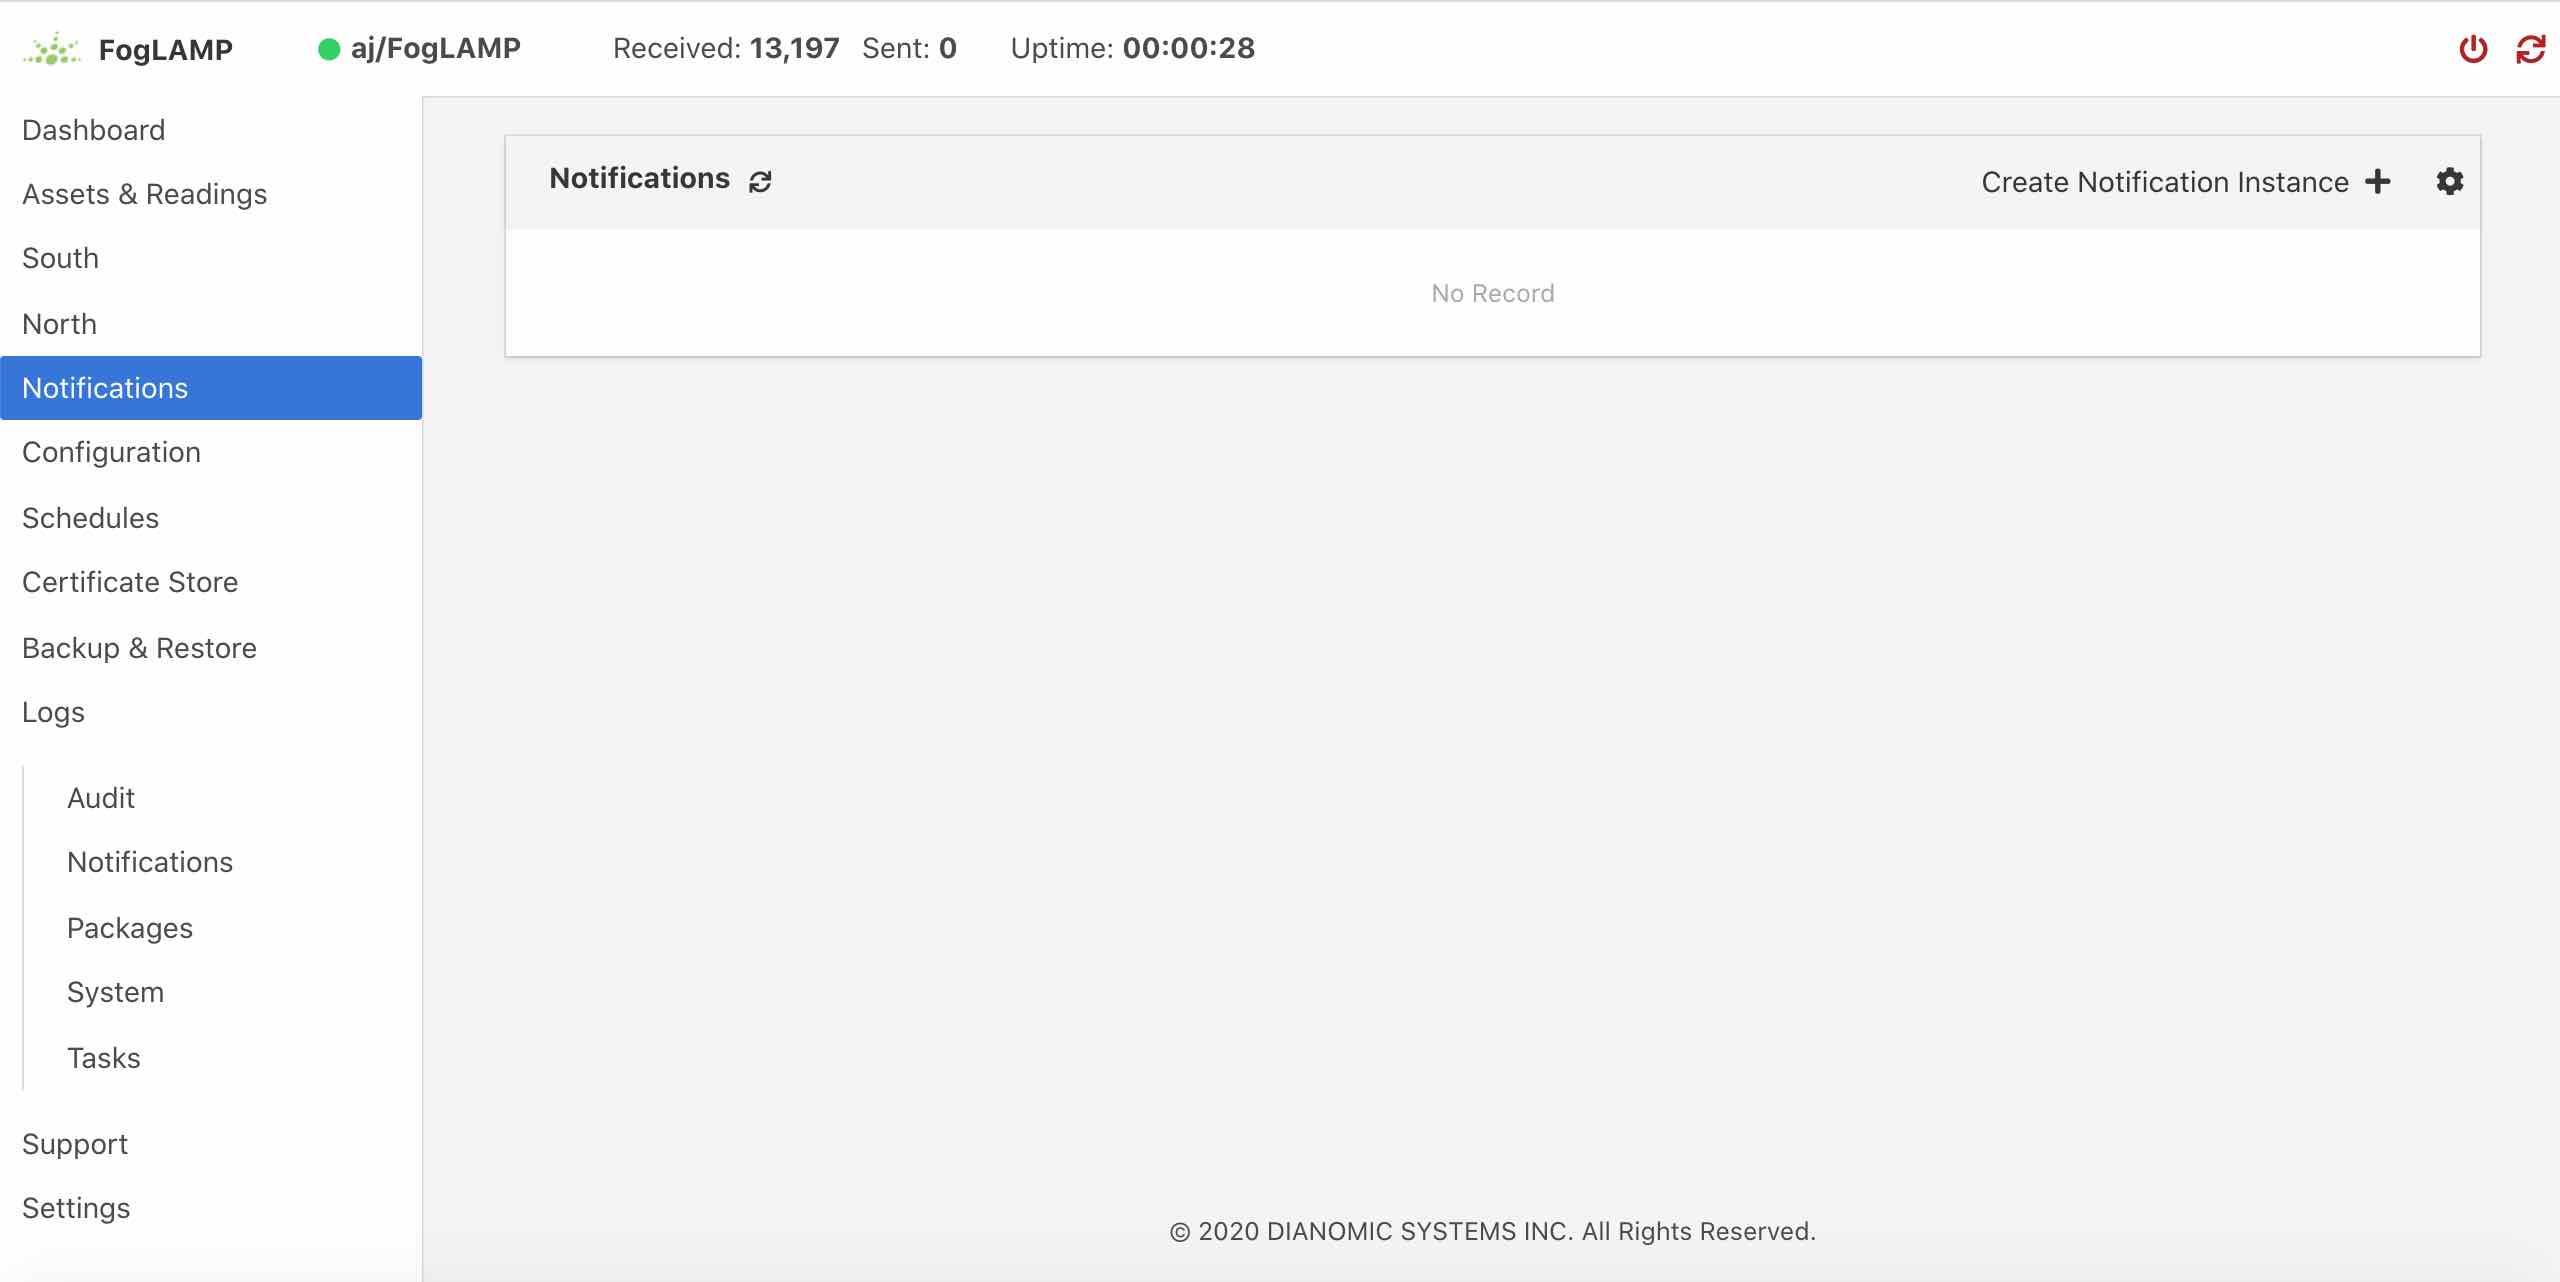 FogLAMP aj/FogLAMP Received: 13,197 Sent: 0 Uptime: 00:00:28
Dashboard
Assets & Readings
South
North
Notifications
Configuration
Schedules
Certificate Store
Backup & Restore
Logs
Audit
Notifications
Packages
System
Tasks
Support
Settings
Notifications Create Notification Instance
No Record
© 2020 DIANOMIC SYSTEMS INC. All Rights Reserved.